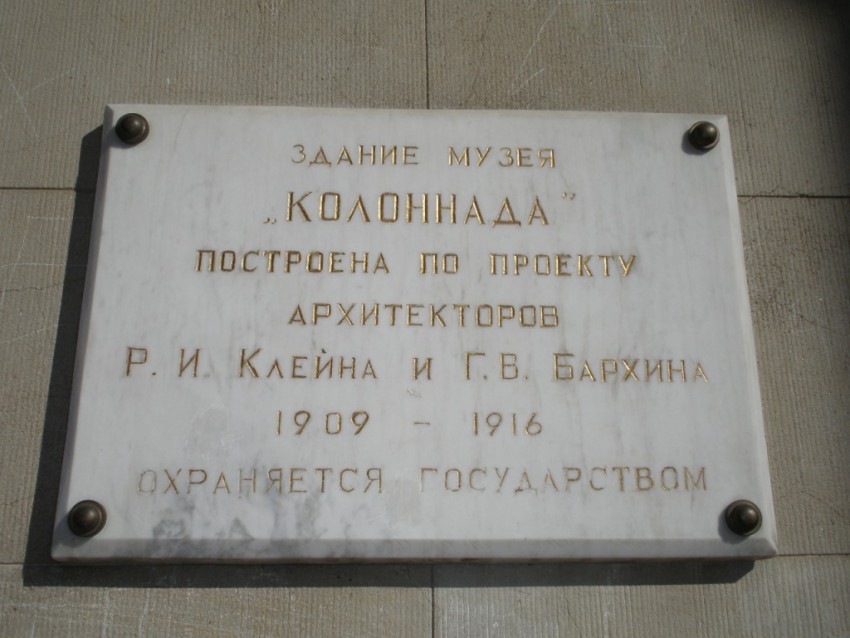 ЗДАНИЕ МУЗЕЯ
„КОЛОННАДА”
ПОСТРОЕНА ПО ПРОЕКТУ
АРХИТЕКТОРОВ
Р. И. КЛЕЙНА И Г. В. БАРХИНА
1909 – 1916
ОХРАНЯЕТСЯ ГОСУДАРСТВОМ